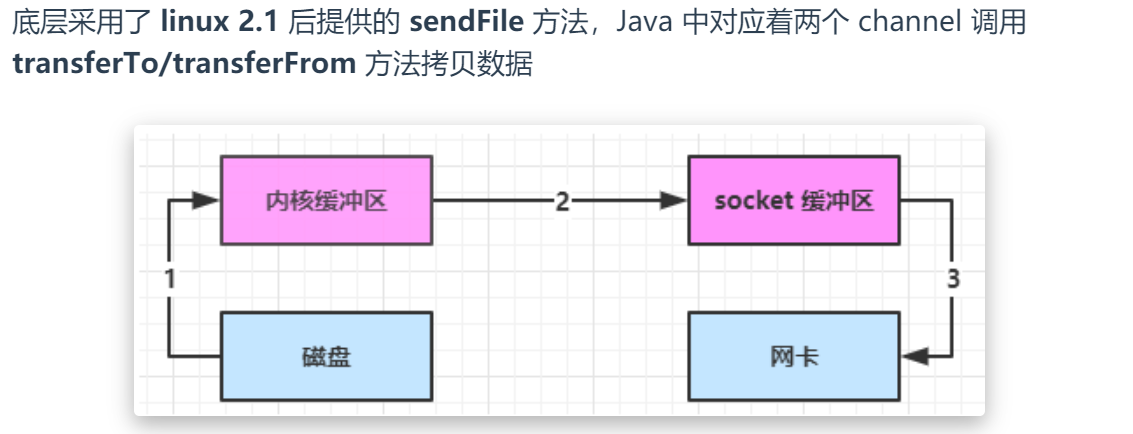 底层采用了 linux 2.1 后提供的 sendFile 方法，Java 中对应着两个 channel 调用
transferTo/transferFrom 方法拷贝数据
内核缓冲区
2
socket 缓冲区
1
3
磁盘
网卡